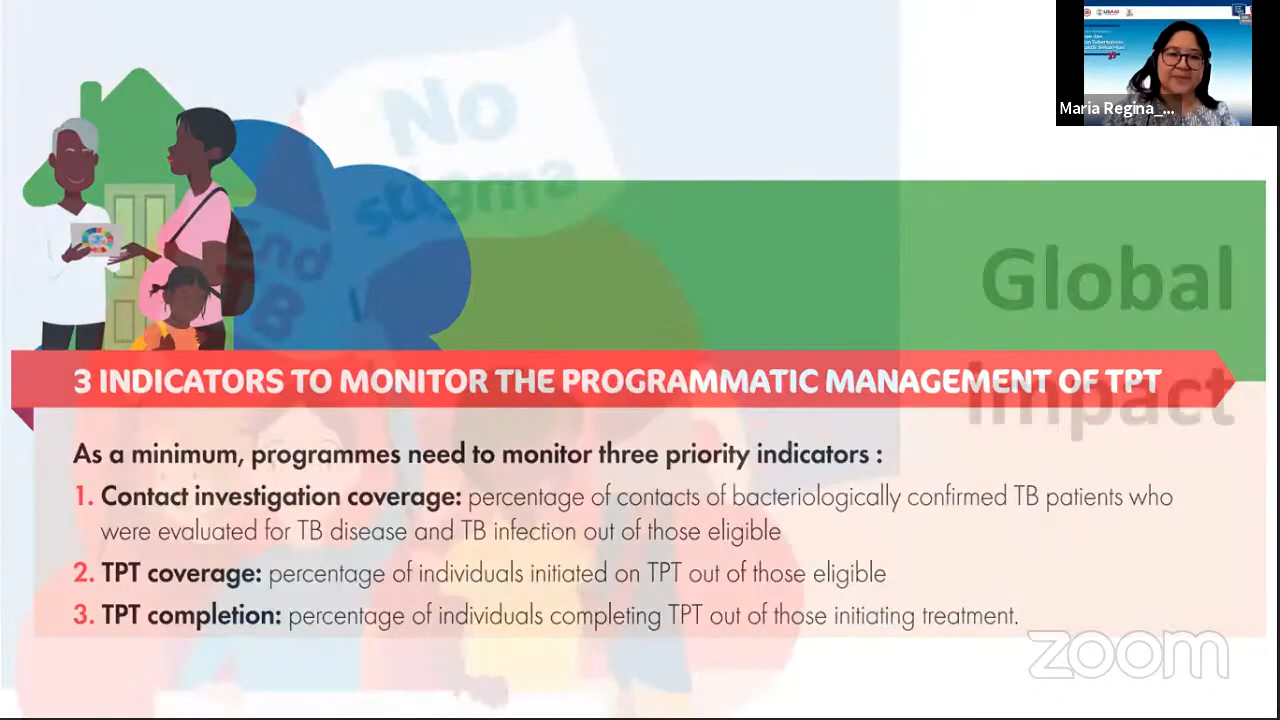 USAID
Maria Regina_...
No
stigma
End
TB
Global
impact
3 INDICATORS TO MONITOR THE PROGRAMMATIC MANAGEMENT OF TPT
As a minimum, programmes need to monitor three priority indicators :
1. Contact investigation coverage: percentage of contacts of bacteriologically confirmed TB patients who
were evaluated for TB disease and TB infection out of those eligible
2. TPT coverage: percentage of individuals initiated on TPT out of those eligible
3. TPT completion: percentage of individuals completing TPT out of those initiating treatment.
zoom